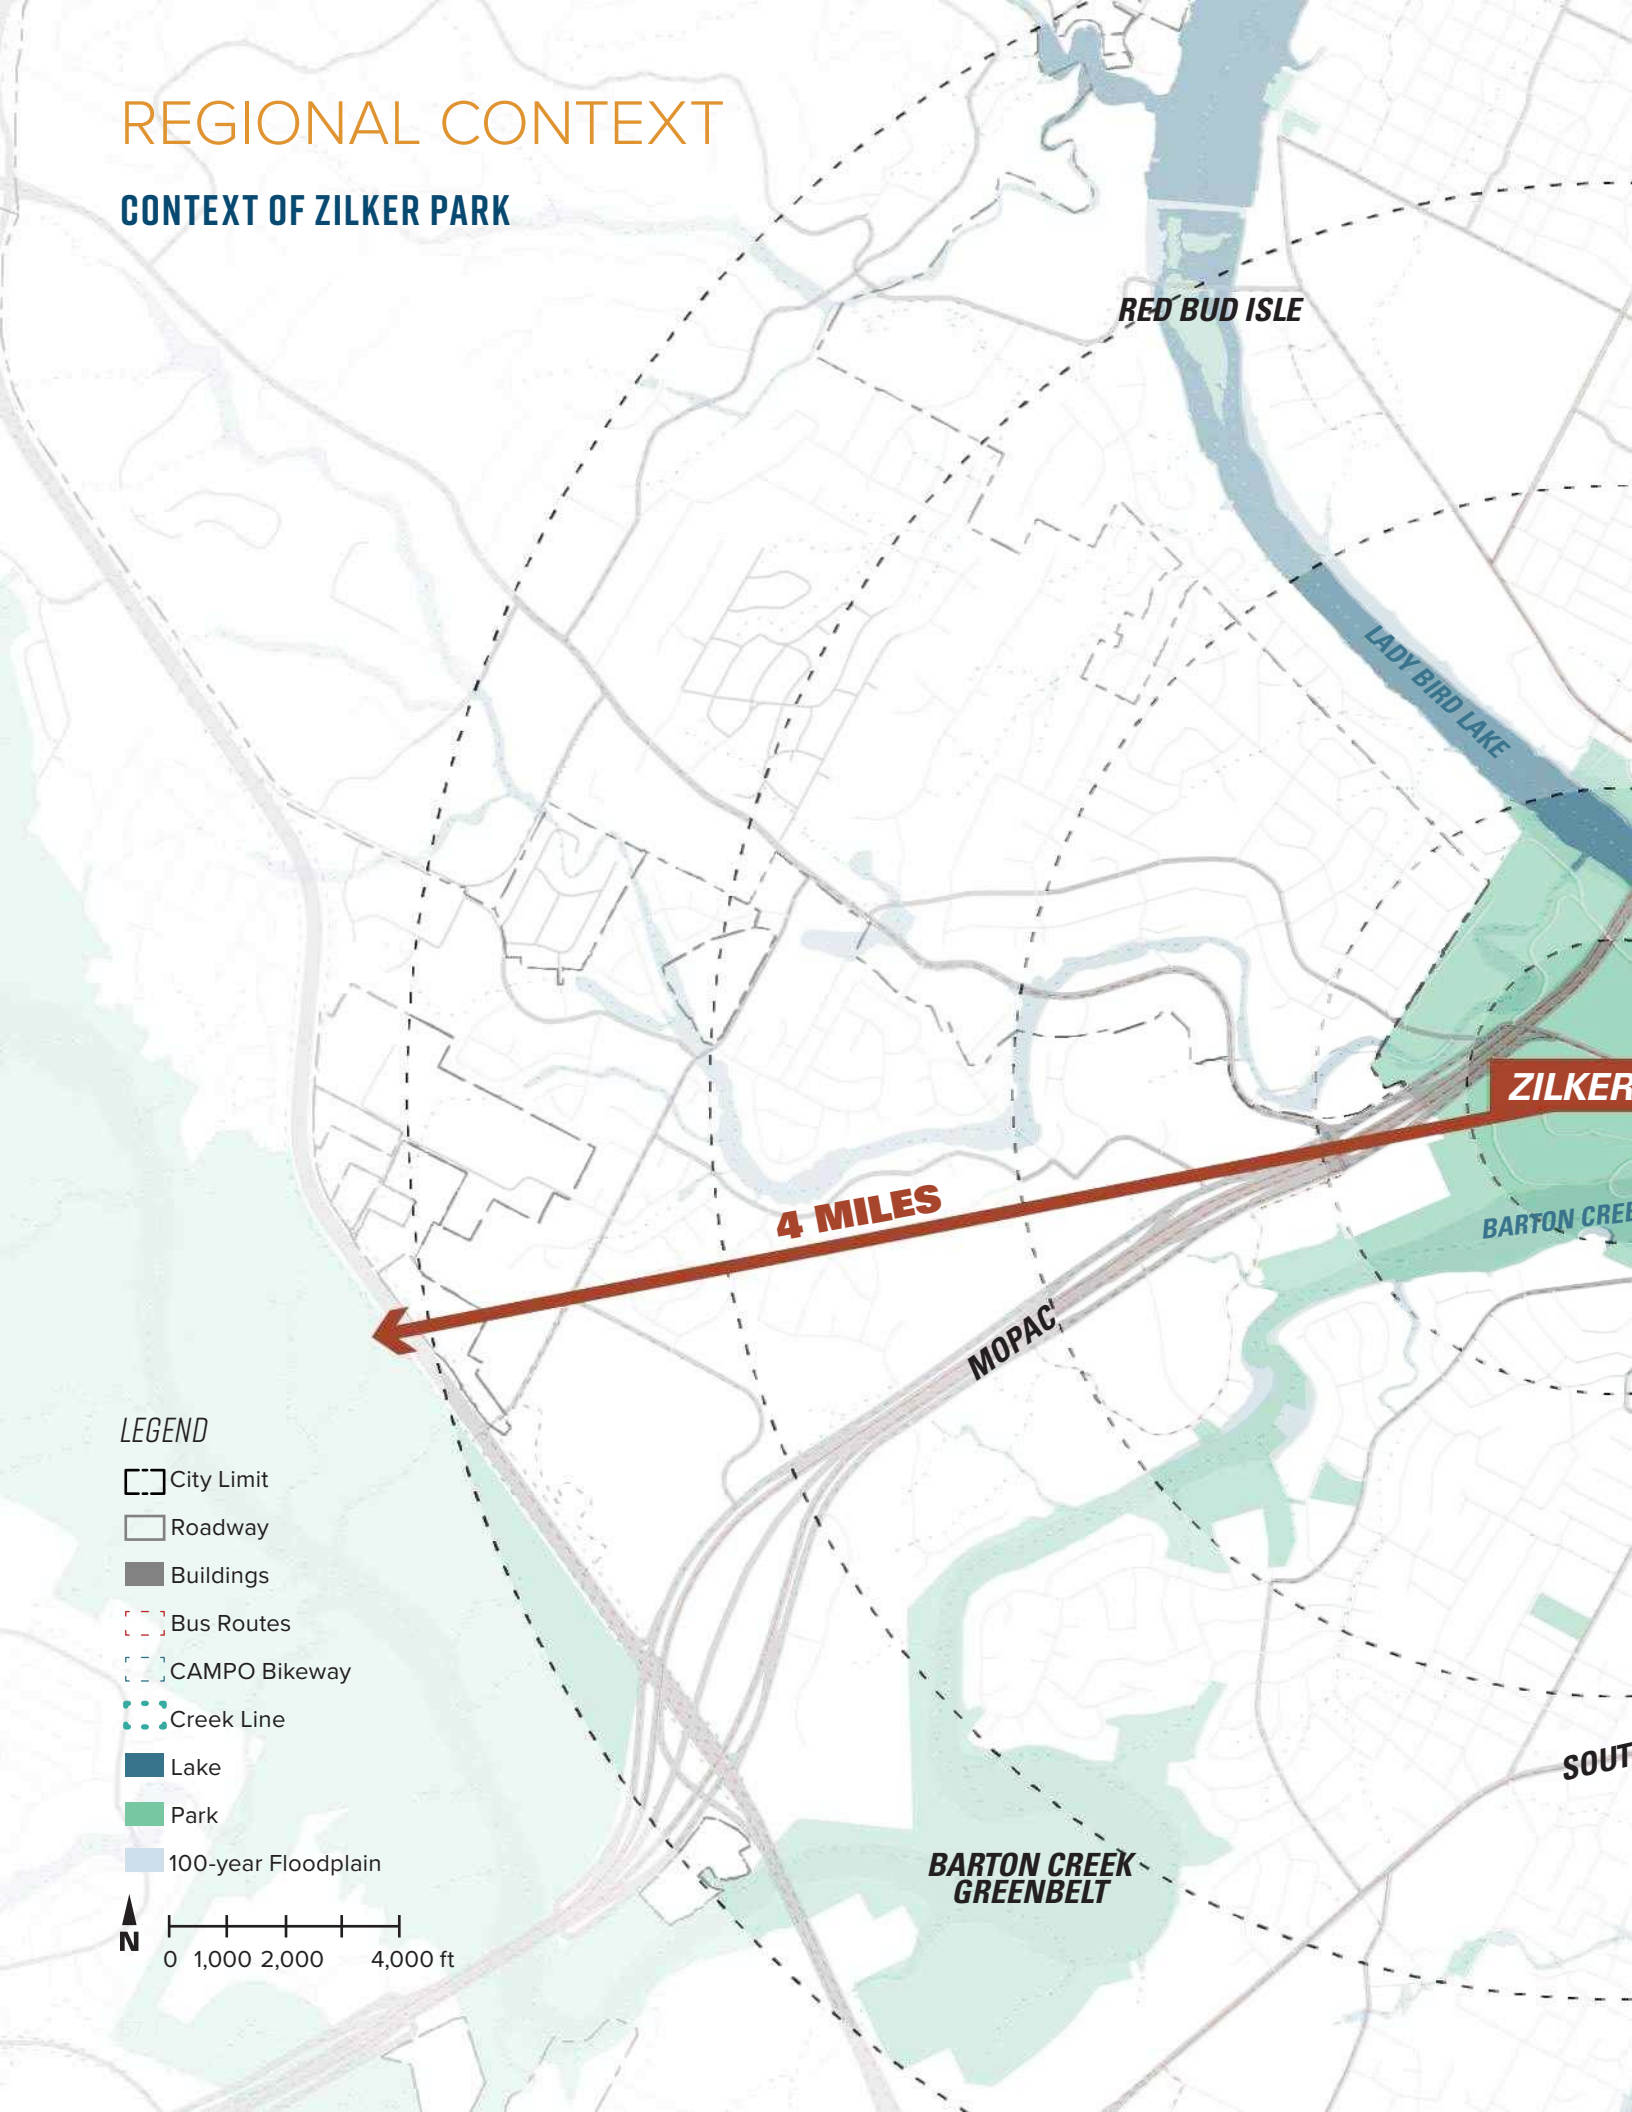 REGIONAL CONTEXT
CONTEXT OF ZILKER PARK
RED BUD ISLE
LADY BIRD LAKE
ZILKER
BARTON CREE
4 MILES
MOPAC
LEGEND
City Limit
Roadway
Buildings
Bus Routes
CAMPO Bikeway
Creek Line
Lake
Park
100-year Floodplain
SOUT
BARTON CREEK
GREENBELT
N
0 1,000 2,000 4,000 ft